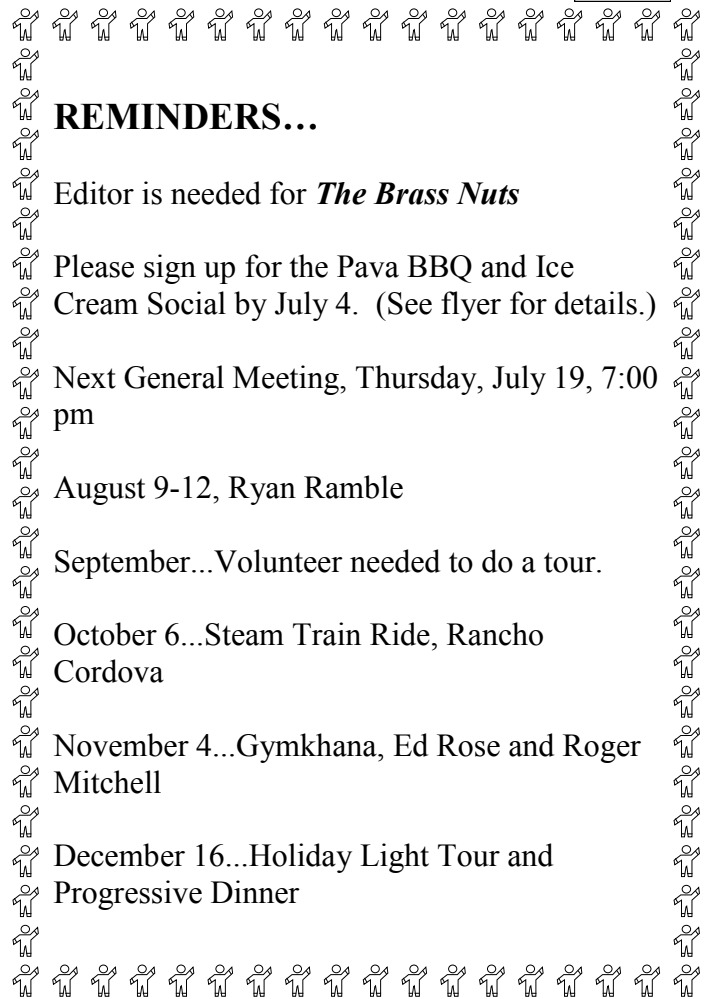 REMINDERS…
Editor is needed for The Brass Nuts
Please sign up for the Pava BBQ and Ice
Cream Social by July 4.  (See flyer for details.)
Next General Meeting, Thursday, July 19, 7:00
pm
August 9-12, Ryan Ramble
September...Volunteer needed to do a tour.
October 6...Steam Train Ride, Rancho
Cordova
November 4...Gymkhana, Ed Rose and Roger
Mitchell
December 16...Holiday Light Tour and
Progressive Dinner